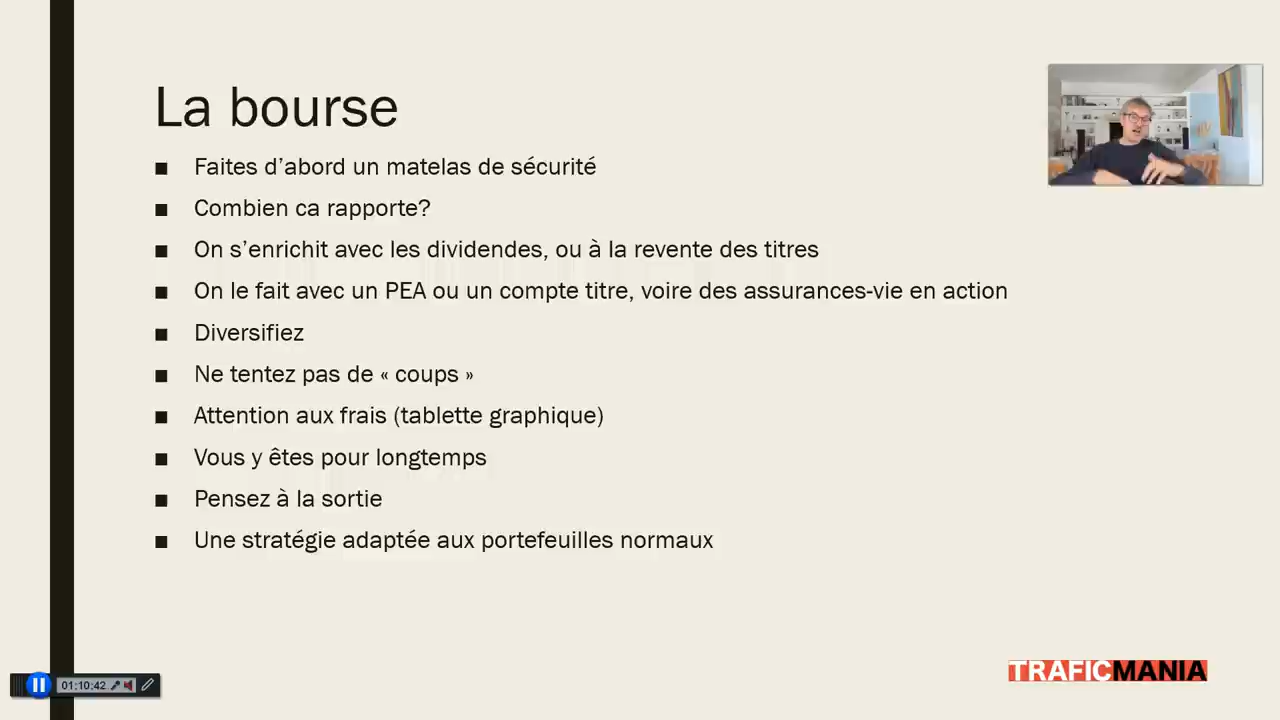 La bourse
Faites d’abord un matelas de sécurité
Combien ca rapporte?
On s’enrichit avec les dividendes, ou à la revente des titres
On le fait avec un PEA ou un compte titre, voire des assurances-vie en action
Diversifiez
Ne tentez pas de « coups »
Attention aux frais (tablette graphique)
Vous y êtes pour longtemps
Pensez à la sortie
Une stratégie adaptée aux portefeuilles normaux
TRAFICMANIA
01:10:42